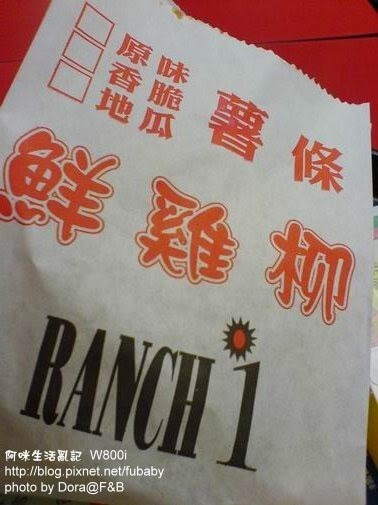 原味
香脆
地瓜
薯條
鮮雞柳
RANCH 1
阿咪生活亂記 W800i
http://blog.pixnet.net/fubaby
photo by Dora@F&B